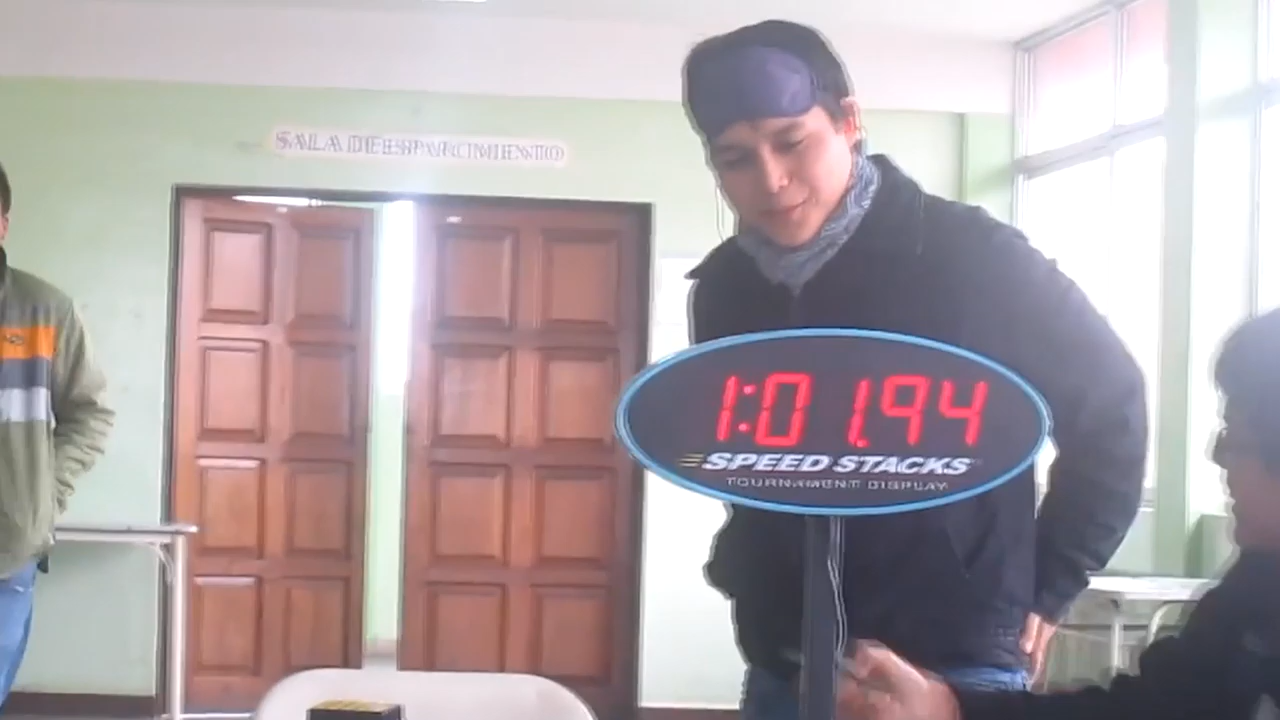 SALA DE ESPARCIMIENTO
1:01.94
SPEED STACKS
TOURNAMENT DISPLAY